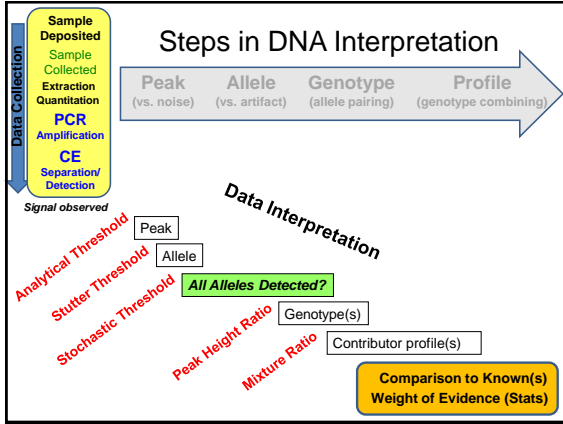 Steps in DNA Interpretation
Data Collection
Sample
Deposited
Sample
Collected
Extraction
Quantitation
PCR
Amplification
CE
Separation/
Detection
Signal observed
Peak
(vs. noise)
Allele
(vs. artifact)
Genotype
(allele pairing)
Profile
(genotype combining)
Data Interpretation
Analytical Threshold
Peak
Stutter Threshold
Allele
Stochastic Threshold
All Alleles Detected?
Peak Height Ratio
Genotype(s)
Mixture Ratio
Contributor profile(s)
Comparison to Known(s)
Weight of Evidence (Stats)